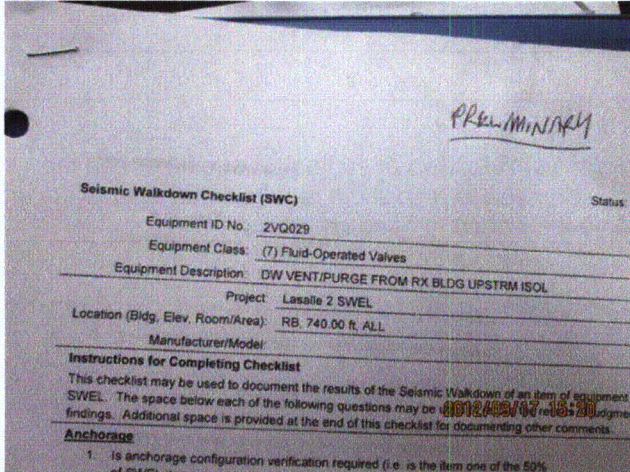 PRELIMINARY
Seismic Walkdown Checklist (SWC) Status:
Equipment ID No. 2VQ029
Equipment Class: (7) Fluid-Operated Valves
Equipment Description: DW VENT/PURGE FROM RX BLDG UPSTRM ISOL
Project: Lasalle 2 SWEL
Location (Bldg, Elev, Room/Area): RB, 740.00 ft, ALL
Manufacturer/Model:
Instructions for Completing Checklist
This checklist may be used to document the results of the Seismic Walkdown of an item of equipment
SWEL. The space below each of the following questions may be
2012/09/17 15:20
findings. Additional space is provided at the end of this checklist for documenting other comments.
Anchorage
1. Is anchorage configuration verification required (i.e. is the item one of the 50%